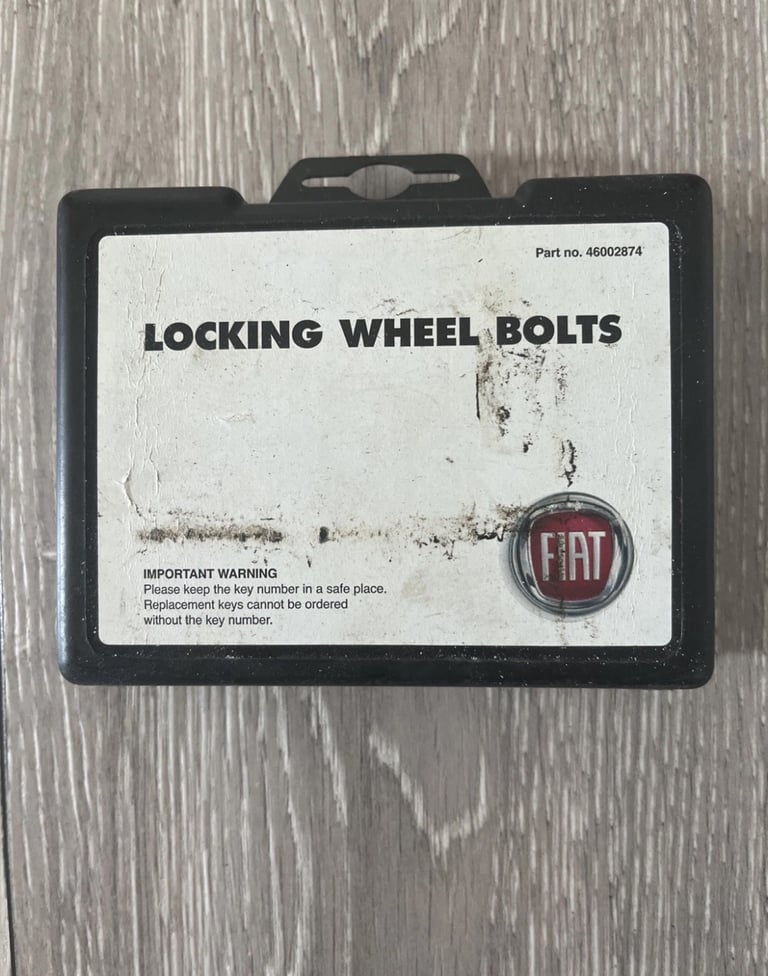 Part no. 46002874
LOCKING WHEEL BOLTS
FIAT
IMPORTANT WARNING
Please keep the key number in a safe place.
Replacement keys cannot be ordered
without the key number.